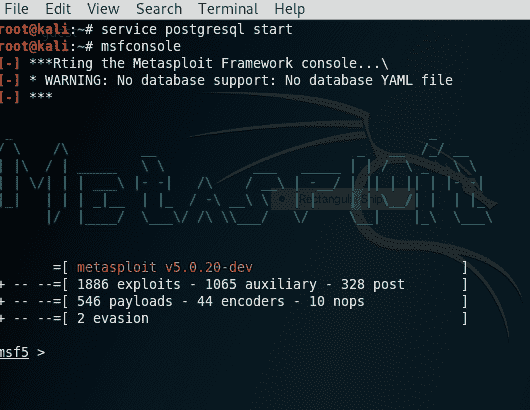 File Edit View Search Terminal Help
root@kali:~# service postgresql start
root@kali:~# msfconsole
[-] ***Rting the Metasploit Framework console...\
[-] * WARNING: No database support: No database YAML file
[-] ***
=[ metasploit v5.0.20-dev ]
+ -- --=[ 1886 exploits - 1065 auxiliary - 328 post ]
+ -- --=[ 546 payloads - 44 encoders - 10 nops ]
+ -- --=[ 2 evasion ]
msf5 >